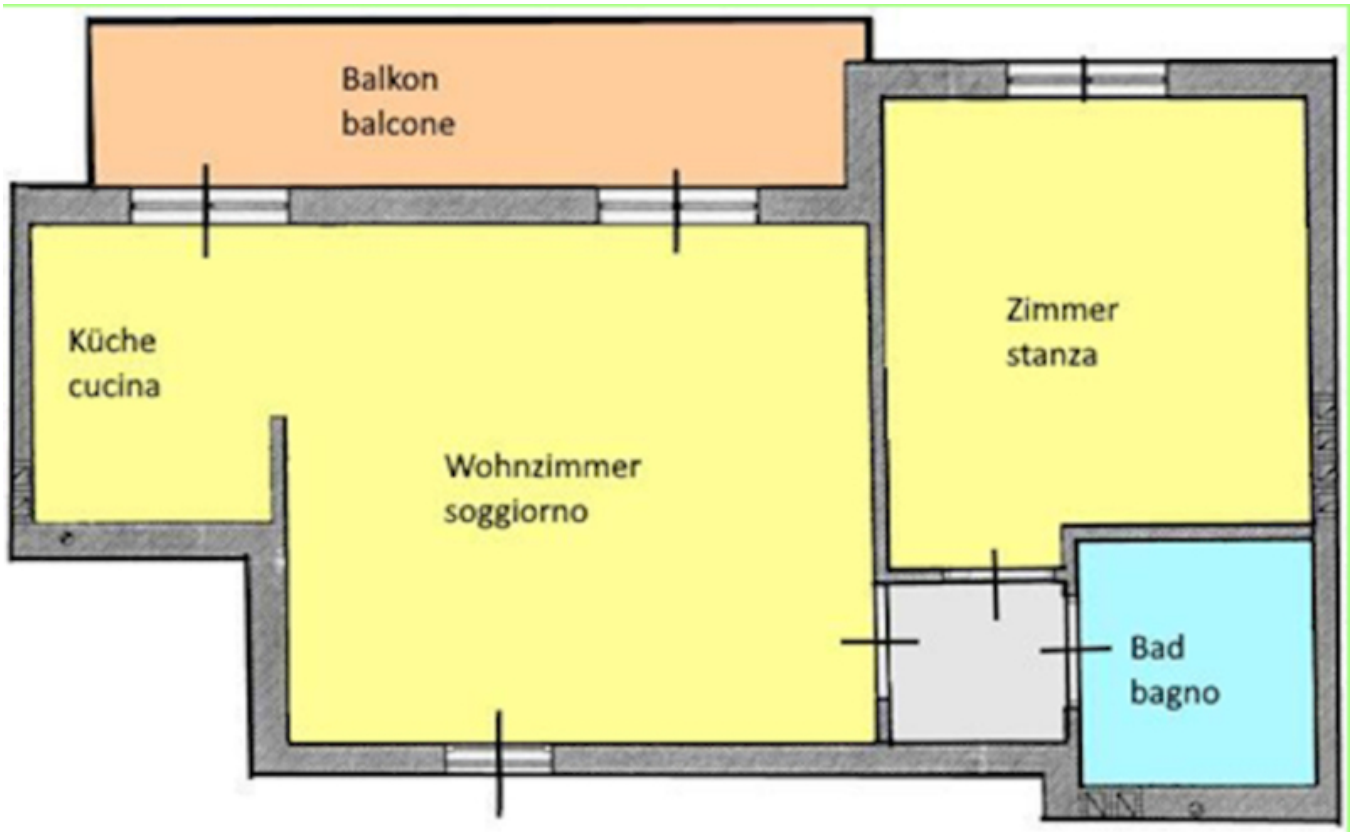 Balkon
balcone
Küche
cucina
Wohnzimmer
soggiorno
Zimmer
stanza
Bad
bagno